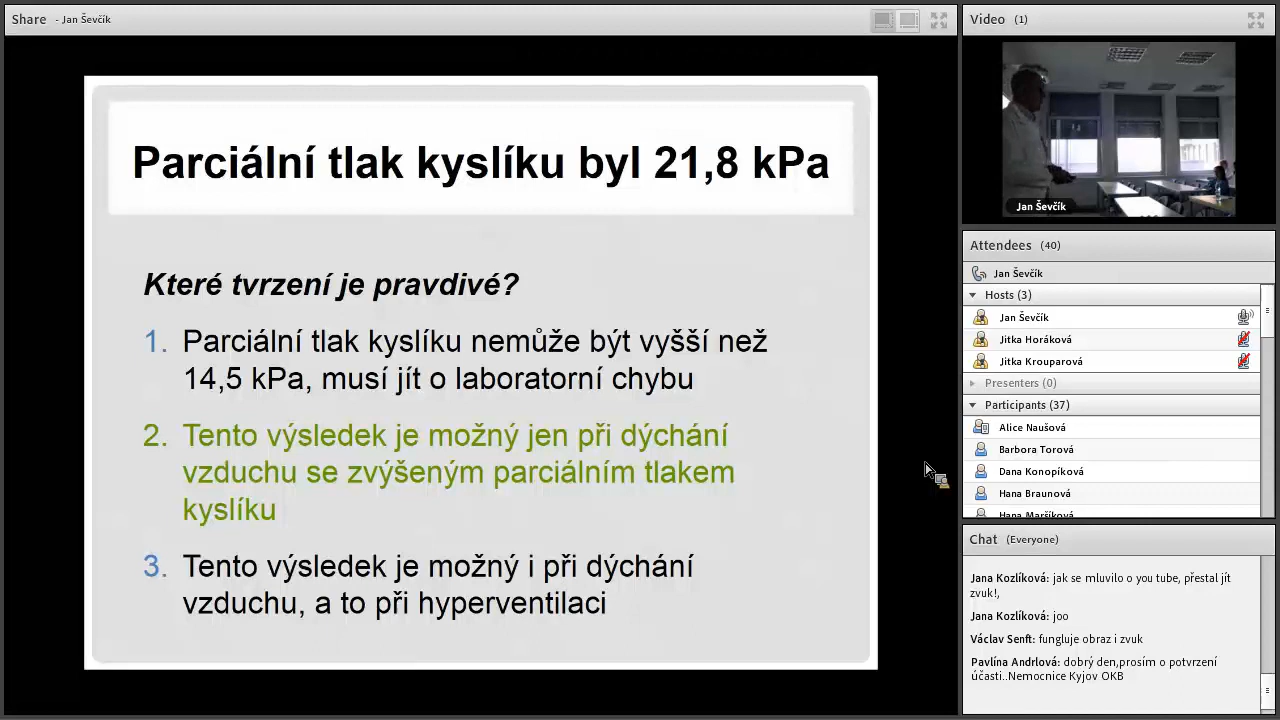 Share - Jan Ševčík
Parciální tlak kyslíku byl 21,8 kPa
Které tvrzení je pravdivé?
1. Parciální tlak kyslíku nemůže být vyšší než
14,5 kPa, musí jít o laboratorní chybu
2. Tento výsledek je možný jen při dýchání
vzduchu se zvýšeným parciálním tlakem
kyslíku
3. Tento výsledek je možný i při dýchání
vzduchu, a to při hyperventilaci
Video (1)
Jan Ševčík
Attendees (40)
Jan Ševčík
Hosts (3)
Jan Ševčík
Jitka Horáková
Jitka Krouparová
Presenters (0)
Participants (37)
Alice Naušová
Barbora Torová
Dana Konopíková
Hana Braunová
Hana Maršíková
Chat (Everyone)
Jana Kozlíková: jak se mluvilo o you tube, přestal jít
zvuk!,
Jana Kozlíková: joo
Václav Senft: fungluje obraz i zvuk
Pavlína Andrlová: dobrý den,prosím o potvrzení
účasti..Nemocnice Kyjov OKB